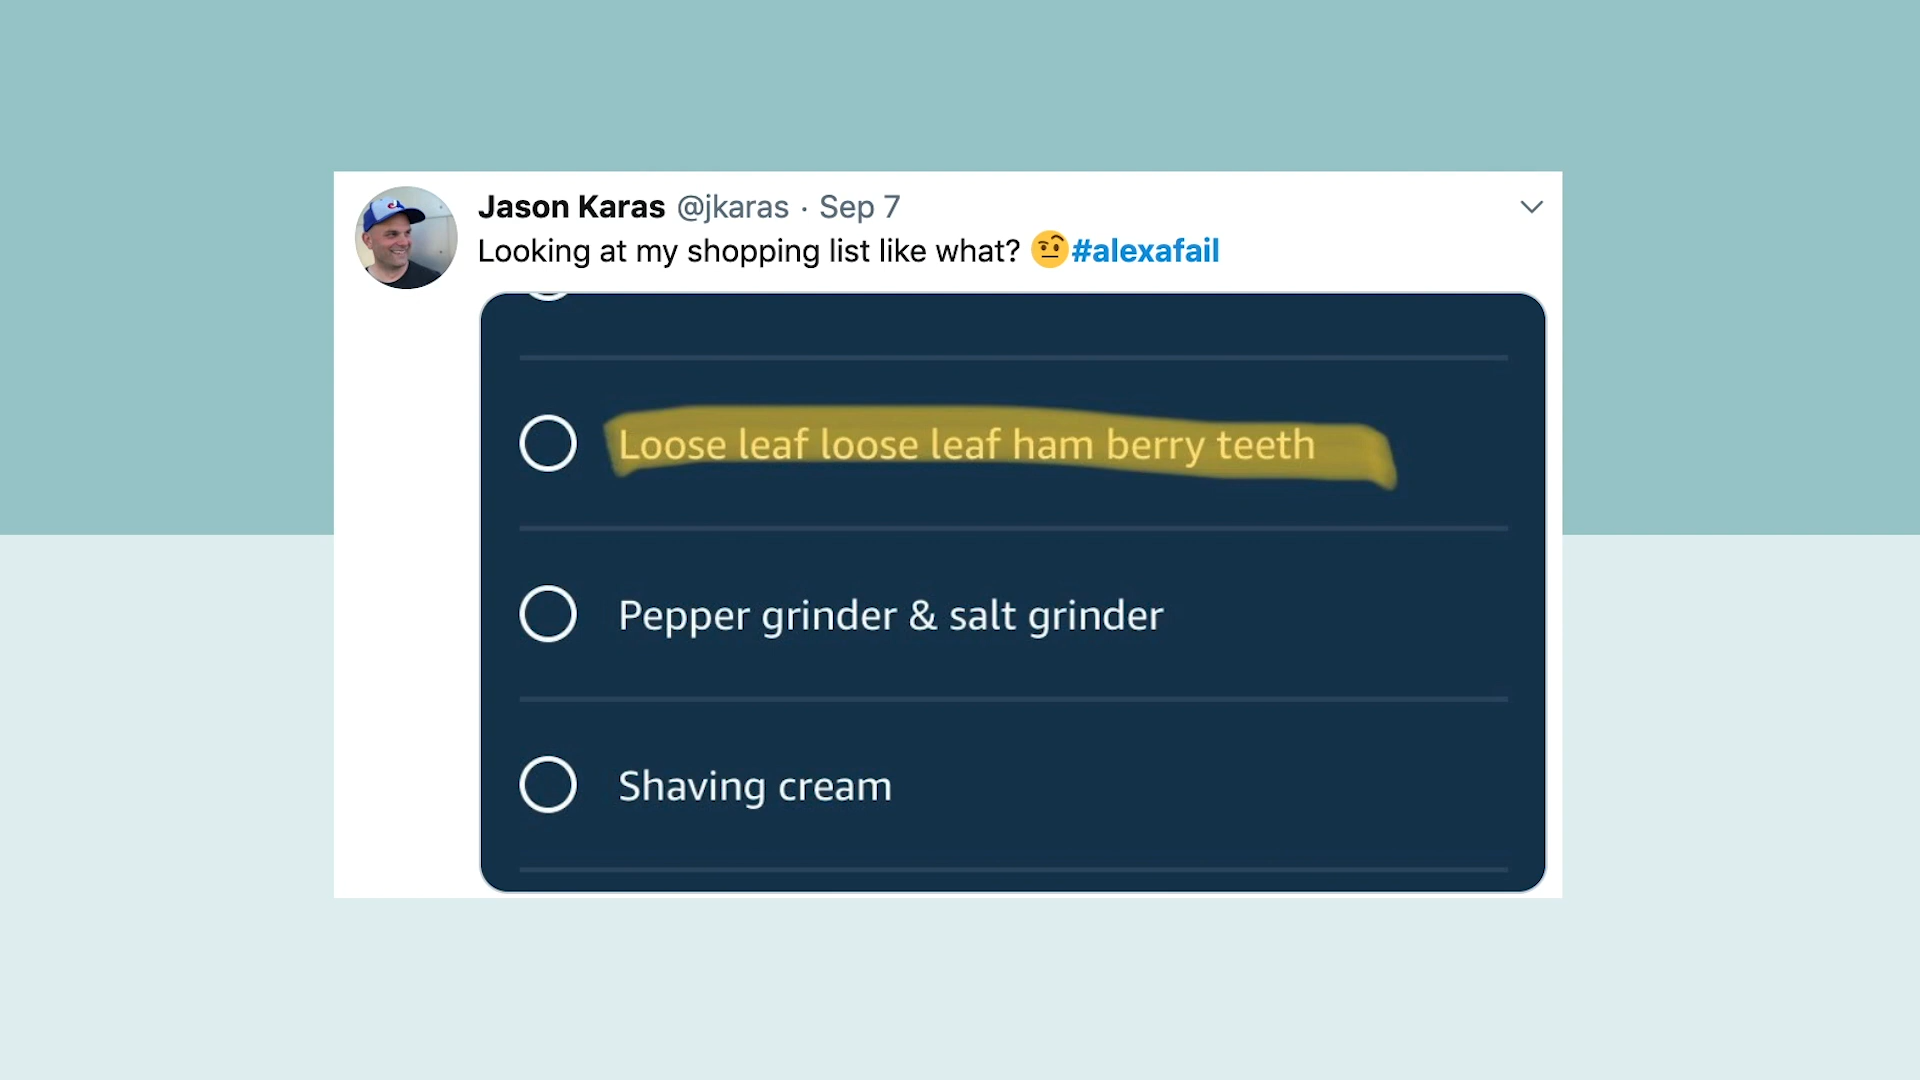 Jason Karas @jkaras · Sep 7
Looking at my shopping list like what? 🤨#alexafail
Loose leaf loose leaf ham berry teeth
Pepper grinder & salt grinder
Shaving cream